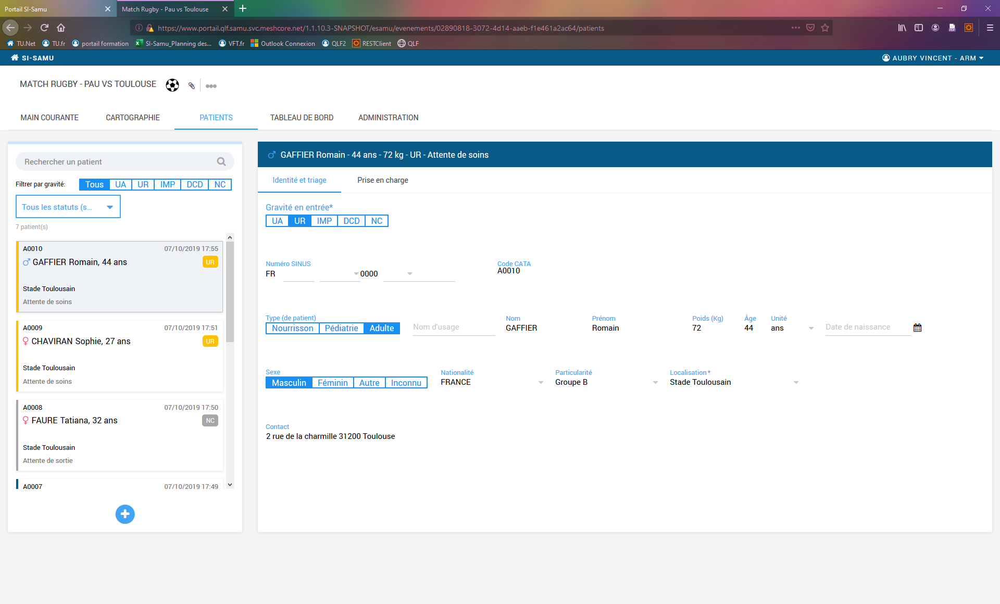 Portail SI-Samu
Match Rugby - Pau vs Toulouse
https://www.portail.qlf.samu.svc.meshcore.net/1.1.10.3-SNAPSHOT/esamu/evenements/02890818-3072-4d14-aaeb-f1e461a2ac64/patients
TU.Net TU.fr portail formation SI-Samu_Planning des... VFT.fr Outlook Connexion QLF2 RESTClient QLF
SI-SAMU
AUBRY VINCENT - ARM
MATCH RUGBY - PAU VS TOULOUSE
MAIN COURANTE CARTOGRAPHIE PATIENTS TABLEAU DE BORD ADMINISTRATION
Rechercher un patient
Filtrer par gravité: Tous UA UR IMP DCD NC
Tous les statuts (s...
7 patient(s)
A0010 07/10/2019 17:55
GAFFIER Romain, 44 ans UR
Stade Toulousain
Attente de soins
A0009 07/10/2019 17:51
CHAVIRAN Sophie, 27 ans UR
Stade Toulousain
Attente de soins
A0008 07/10/2019 17:50
FAURE Tatiana, 32 ans NC
Stade Toulousain
Attente de sortie
A0007 07/10/2019 17:49
GAFFIER Romain - 44 ans - 72 kg - UR - Attente de soins
Identité et triage Prise en charge
Gravité en entrée*
UA UR IMP DCD NC
Numéro SINUS Code CATA
FR 0000 A0010
Type (de patient) Nom Prénom Poids (Kg) Âge Unité
Nourrisson Pédiatrie Adulte Nom d'usage GAFFIER Romain 72 44 ans Date de naissance
Sexe Nationalité Particularité Localisation*
Masculin Féminin Autre Inconnu FRANCE Groupe B Stade Toulousain
Contact
2 rue de la charmille 31200 Toulouse